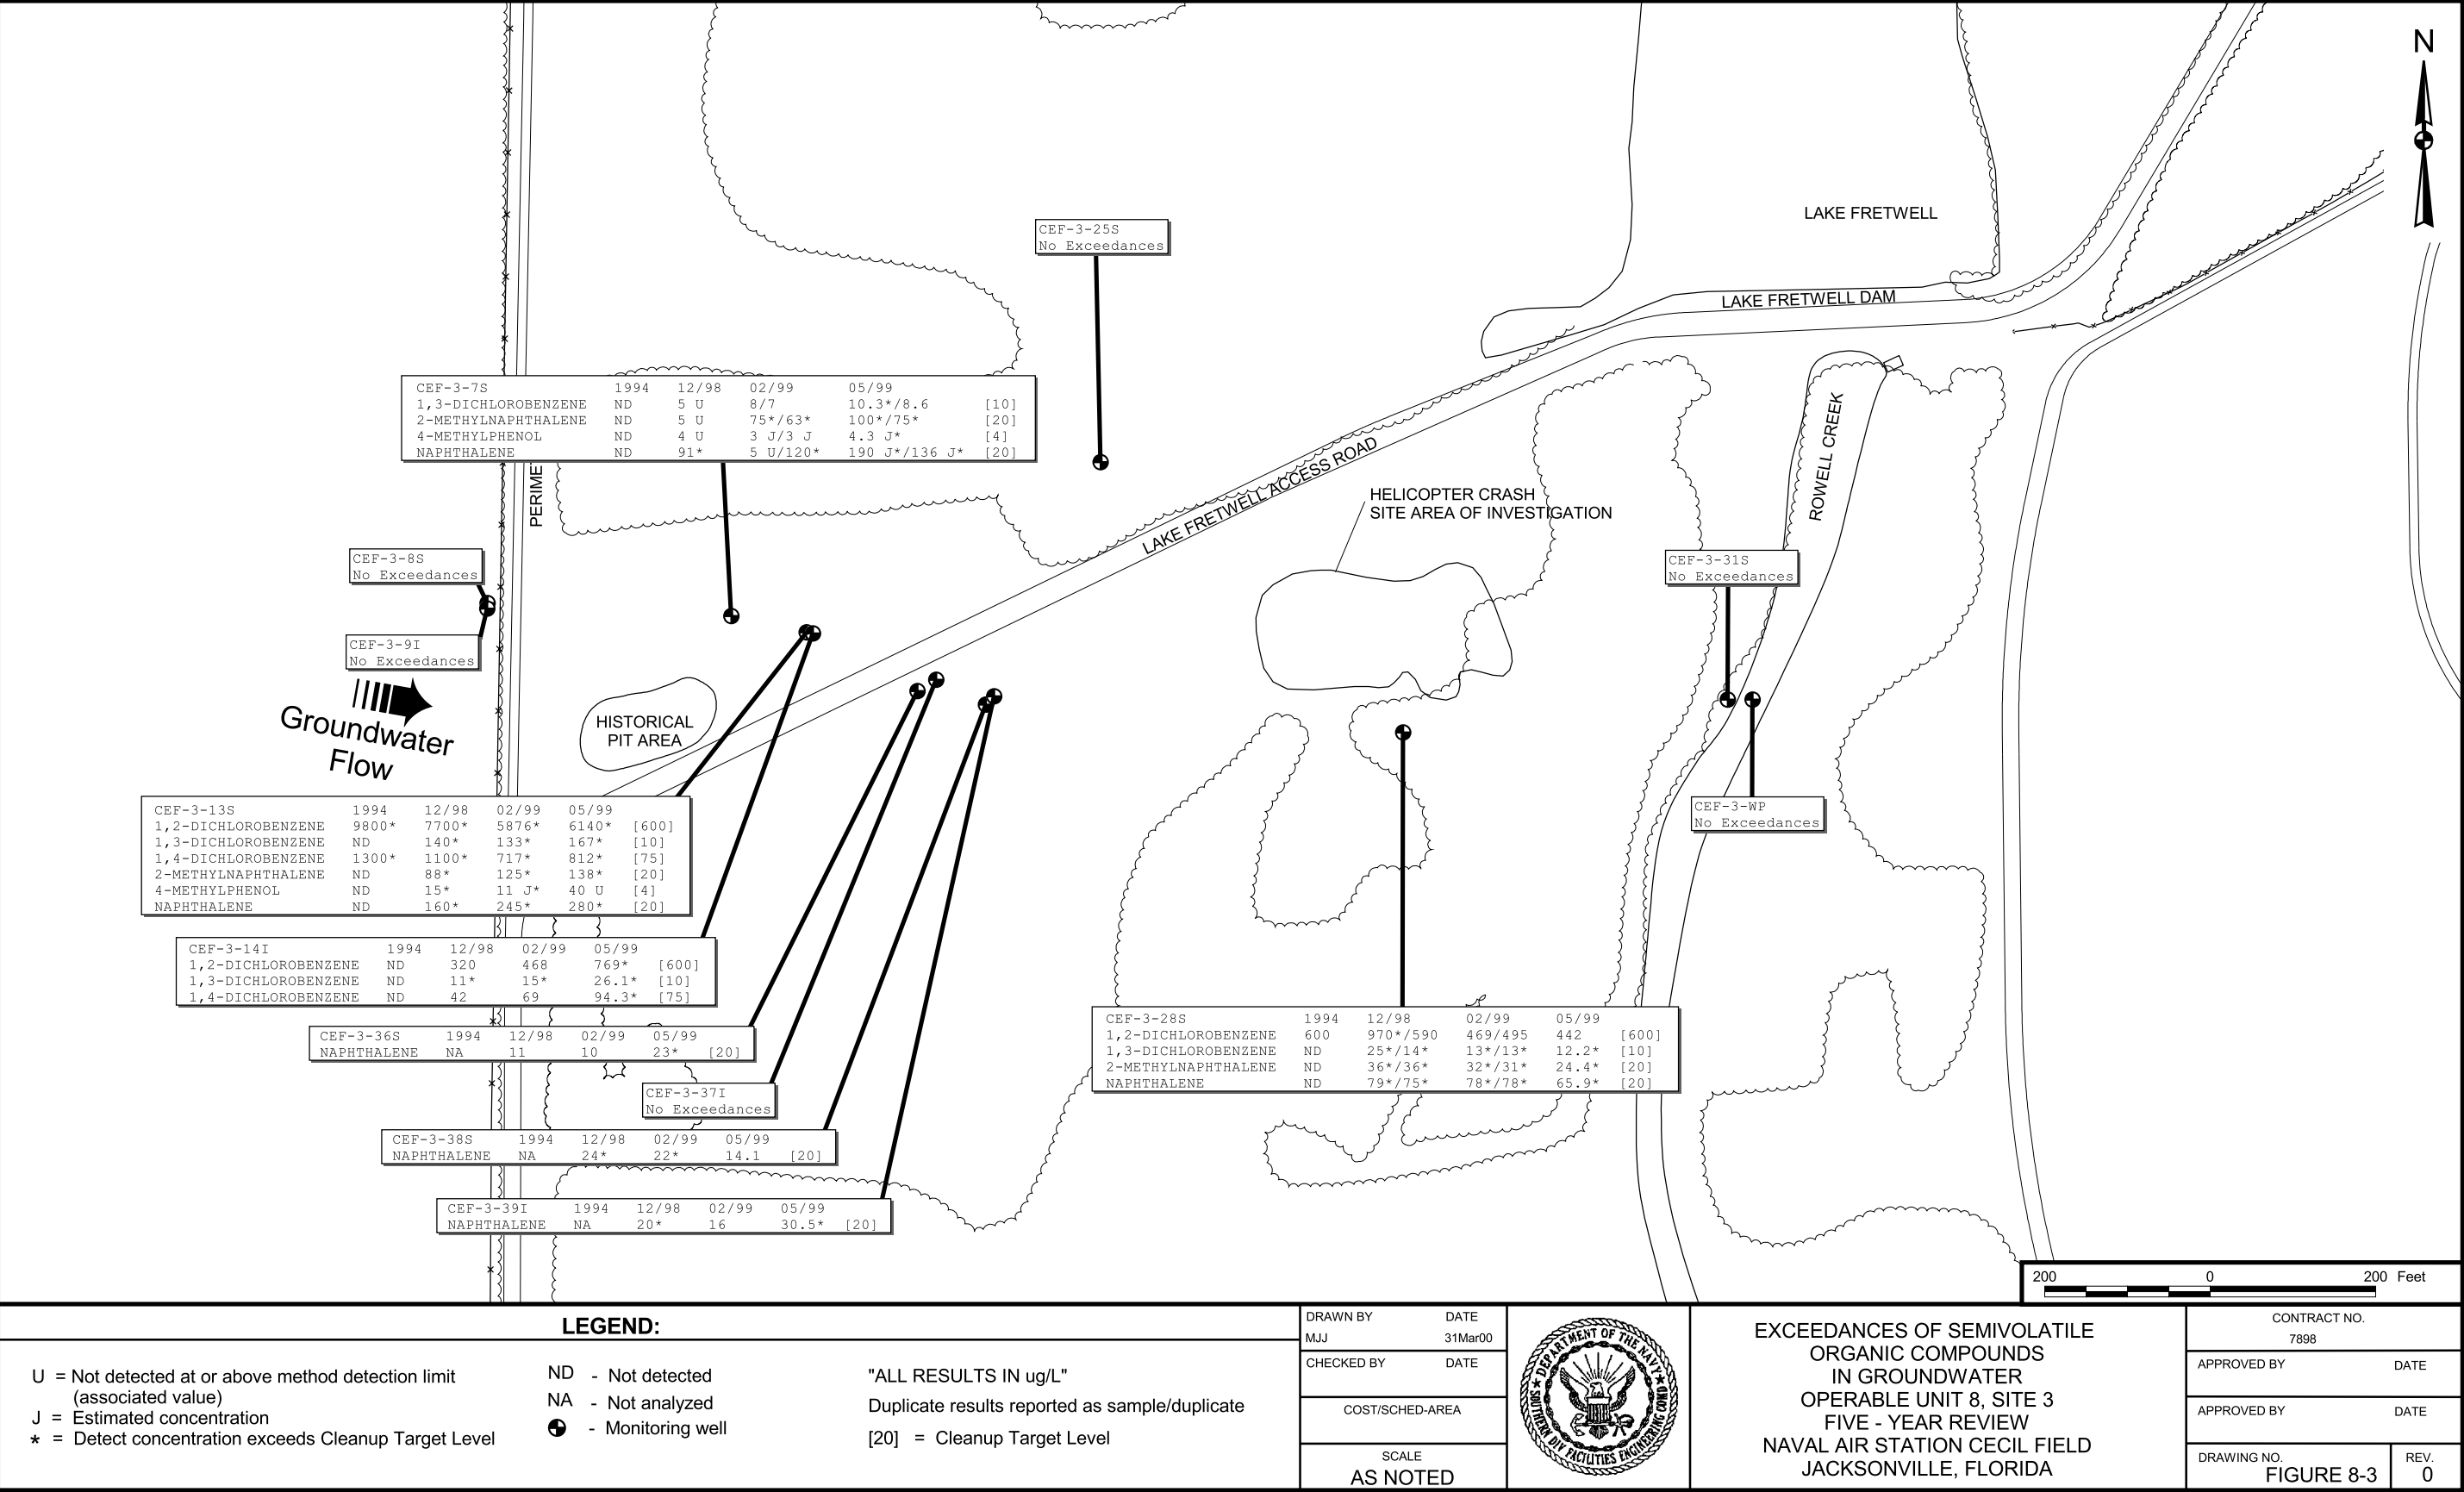 N
LAKE FRETWELL
CEF-3-25S
No Exceedances
LAKE FRETWELL DAM
CEF-3-7S 1994 12/98 02/99 05/99
1,3-DICHLOROBENZENE ND 5 U 8/7 10.3*/8.6 [10]
2-METHYLNAPHTHALENE ND 5 U 75*/63* 100*/75* [20]
4-METHYLPHENOL ND 4 U 3 J/3 J 4.3 J* [4]
NAPHTHALENE ND 91* 5 U/120* 190 J*/136 J* [20]
PERIME
LAKE FRETWELL ACCESS ROAD
ROWELL CREEK
HELICOPTER CRASH
SITE AREA OF INVESTIGATION
CEF-3-8S
No Exceedances
CEF-3-31S
No Exceedances
CEF-3-9I
No Exceedances
Groundwater
Flow
HISTORICAL
PIT AREA
CEF-3-WP
No Exceedances
CEF-3-13S 1994 12/98 02/99 05/99
1,2-DICHLOROBENZENE 9800* 7700* 5876* 6140* [600]
1,3-DICHLOROBENZENE ND 140* 133* 167* [10]
1,4-DICHLOROBENZENE 1300* 1100* 717* 812* [75]
2-METHYLNAPHTHALENE ND 88* 125* 138* [20]
4-METHYLPHENOL ND 15* 11 J* 40 U [4]
NAPHTHALENE ND 160* 245* 280* [20]
CEF-3-14I 1994 12/98 02/99 05/99
1,2-DICHLOROBENZENE ND 320 468 769* [600]
1,3-DICHLOROBENZENE ND 11* 15* 26.1* [10]
1,4-DICHLOROBENZENE ND 42 69 94.3* [75]
CEF-3-36S 1994 12/98 02/99 05/99
NAPHTHALENE NA 11 10 23* [20]
CEF-3-28S 1994 12/98 02/99 05/99
1,2-DICHLOROBENZENE 600 970*/590 469/495 442 [600]
1,3-DICHLOROBENZENE ND 25*/14* 13*/13* 12.2* [10]
2-METHYLNAPHTHALENE ND 36*/36* 32*/31* 24.4* [20]
NAPHTHALENE ND 79*/75* 78*/78* 65.9* [20]
CEF-3-37I
No Exceedances
CEF-3-38S 1994 12/98 02/99 05/99
NAPHTHALENE NA 24* 22* 14.1 [20]
CEF-3-39I 1994 12/98 02/99 05/99
NAPHTHALENE NA 20* 16 30.5* [20]
200 0 200 Feet
LEGEND:
U = Not detected at or above method detection limit
(associated value)
J = Estimated concentration
* = Detect concentration exceeds Cleanup Target Level
ND - Not detected
NA - Not analyzed
- Monitoring well
"ALL RESULTS IN ug/L"
Duplicate results reported as sample/duplicate
[20] = Cleanup Target Level
DRAWN BY DATE
MJJ 31Mar00
CHECKED BY DATE
COST/SCHED-AREA
SCALE
AS NOTED
DEPARTMENT OF THE NAVY
SOUTHERN DIV FACILITIES ENGINEERING COMD
EXCEEDANCES OF SEMIVOLATILE
ORGANIC COMPOUNDS
IN GROUNDWATER
OPERABLE UNIT 8, SITE 3
FIVE - YEAR REVIEW
NAVAL AIR STATION CECIL FIELD
JACKSONVILLE, FLORIDA
CONTRACT NO.
7898
APPROVED BY DATE
APPROVED BY DATE
DRAWING NO.
FIGURE 8-3
REV.
0